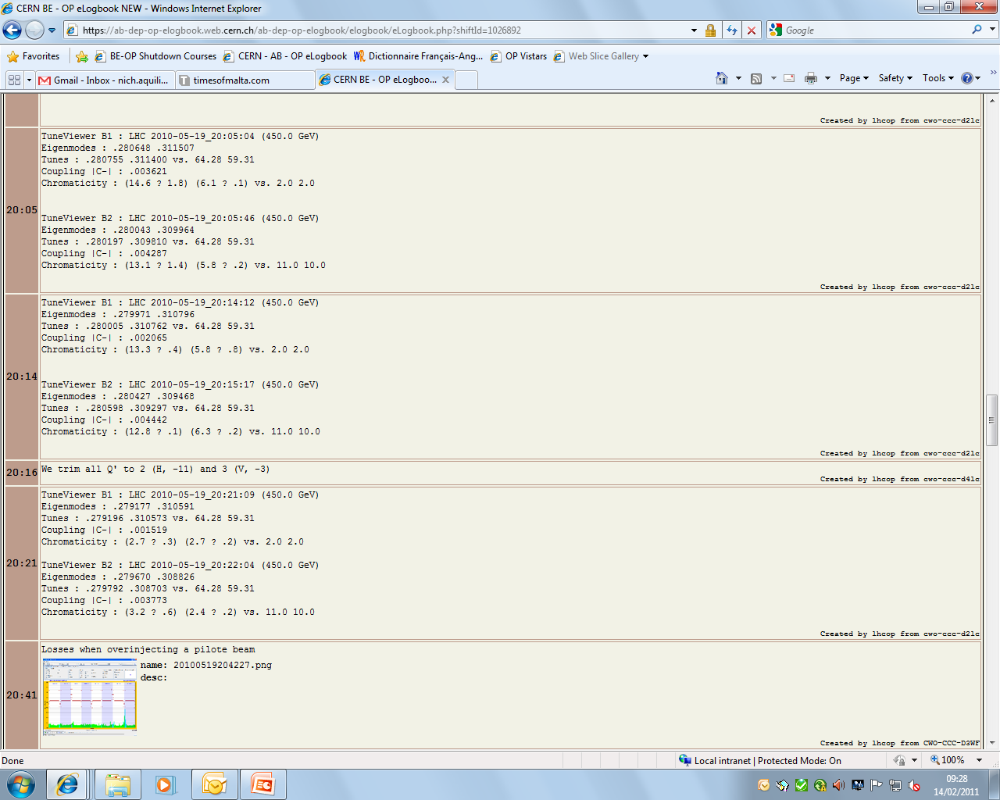 CERN BE - OP eLogbook NEW - Windows Internet Explorer
https://ab-dep-op-elogbook.web.cern.ch/ab-dep-op-elogbook/elogbook/eLogbook.php?shiftId=1026892
Google
Favorites
BE-OP Shutdown Courses
CERN - AB - OP eLogbook
Dictionnaire Français-Ang...
OP Vistars
Web Slice Gallery
Gmail - Inbox - nich.aquili...
timesofmalta.com
CERN BE - OP eLogboo...
Page
Safety
Tools
Created by lhcop from cwo-ccc-d2lc
20:05
TuneViewer B1 : LHC 2010-05-19_20:05:04 (450.0 GeV)
Eigenmodes : .280648 .311507
Tunes : .280755 .311400 vs. 64.28 59.31
Coupling |C-| : .003621
Chromaticity : (14.6 ? 1.8) (6.1 ? .1) vs. 2.0 2.0
TuneViewer B2 : LHC 2010-05-19_20:05:46 (450.0 GeV)
Eigenmodes : .280043 .309964
Tunes : .280197 .309810 vs. 64.28 59.31
Coupling |C-| : .004287
Chromaticity : (13.1 ? 1.4) (5.8 ? .2) vs. 11.0 10.0
Created by lhcop from cwo-ccc-d2lc
20:14
TuneViewer B1 : LHC 2010-05-19_20:14:12 (450.0 GeV)
Eigenmodes : .279971 .310796
Tunes : .280005 .310762 vs. 64.28 59.31
Coupling |C-| : .002065
Chromaticity : (13.3 ? .4) (5.8 ? .8) vs. 2.0 2.0
TuneViewer B2 : LHC 2010-05-19_20:15:17 (450.0 GeV)
Eigenmodes : .280427 .309468
Tunes : .280598 .309297 vs. 64.28 59.31
Coupling |C-| : .004442
Chromaticity : (12.8 ? .1) (6.3 ? .2) vs. 11.0 10.0
Created by lhcop from cwo-ccc-d2lc
20:16
We trim all Q' to 2 (H, -11) and 3 (V, -3)
Created by lhcop from cwo-ccc-d4lc
20:21
TuneViewer B1 : LHC 2010-05-19_20:21:09 (450.0 GeV)
Eigenmodes : .279177 .310591
Tunes : .279196 .310573 vs. 64.28 59.31
Coupling |C-| : .001519
Chromaticity : (2.7 ? .3) (2.7 ? .2) vs. 2.0 2.0
TuneViewer B2 : LHC 2010-05-19_20:22:04 (450.0 GeV)
Eigenmodes : .279670 .308826
Tunes : .279792 .308703 vs. 64.28 59.31
Coupling |C-| : .003773
Chromaticity : (3.2 ? .6) (2.4 ? .2) vs. 11.0 10.0
Created by lhcop from cwo-ccc-d2lc
20:41
Losses when overinjecting a pilote beam
name: 20100519204227.png
desc:
Created by lhcop from CWO-CCC-D3WF
Done
Local intranet | Protected Mode: On
100%
09:28
14/02/2011